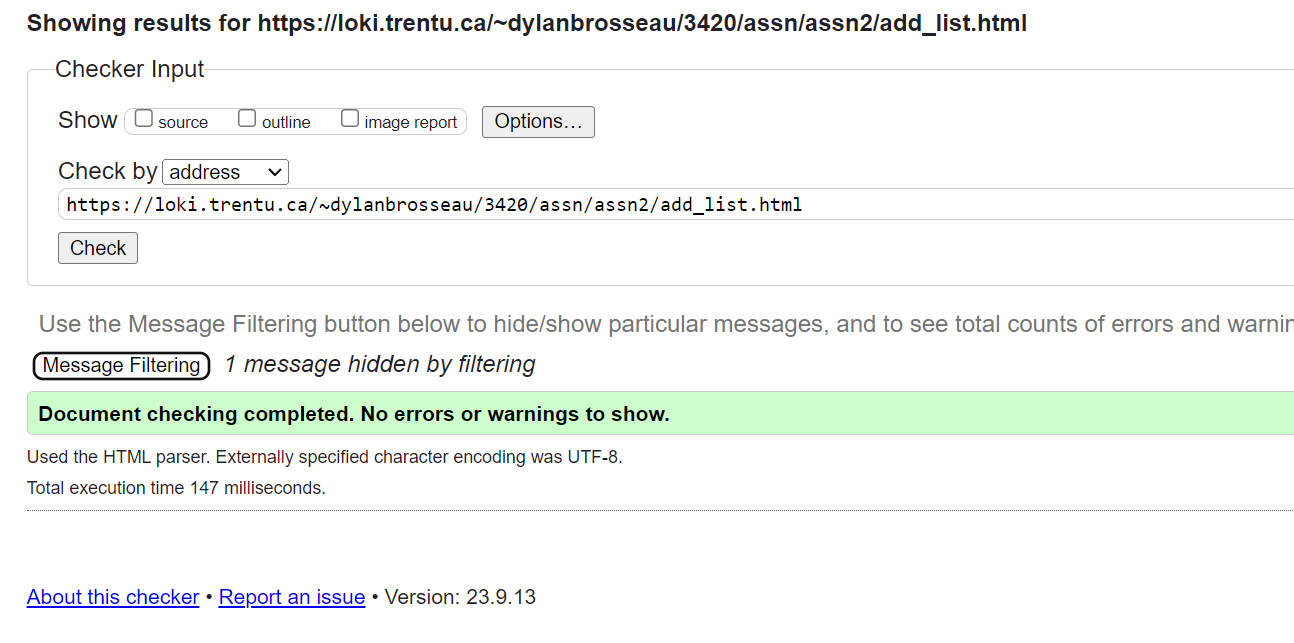 Showing results for https://loki.trentu.ca/~dylanbrosseau/3420/assn/assn2/add_list.html
Checker Input
Show source outline image report Options...
Check by address
https://loki.trentu.ca/~dylanbrosseau/3420/assn/assn2/add_list.html
Check
Use the Message Filtering button below to hide/show particular messages, and to see total counts of errors and
Message Filtering 1 message hidden by filtering
Document checking completed. No errors or warnings to show.
Used the HTML parser. Externally specified character encoding was UTF-8.
Total execution time 147 milliseconds.
About this checker • Report an issue • Version: 23.9.13